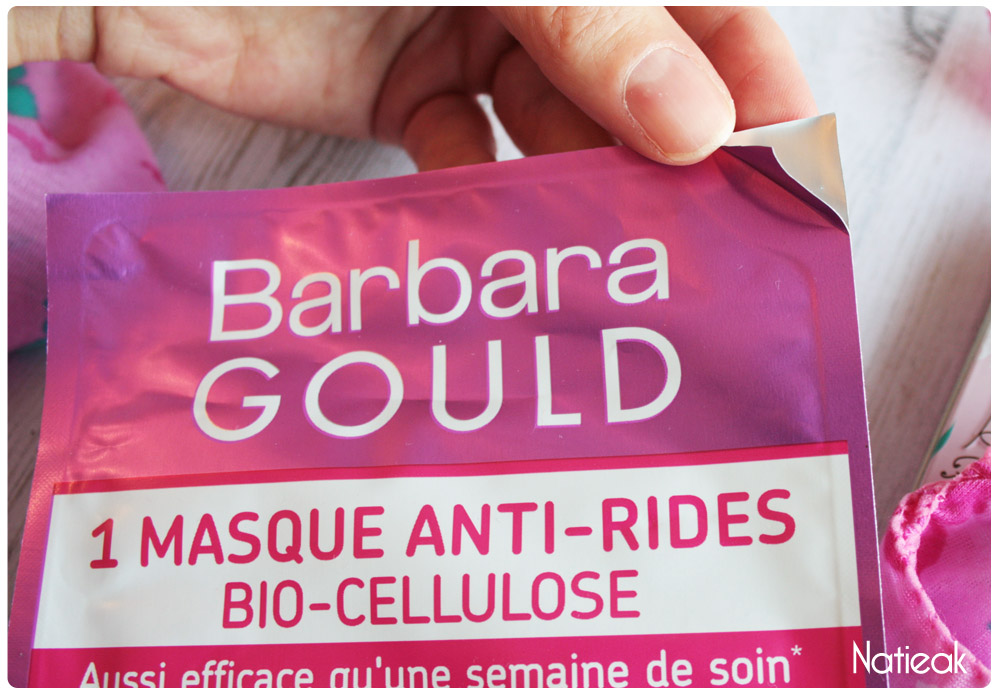 Barbara
GOULD
1 MASQUE ANTI-RIDES
BIO-CELLULOSE
Aussi efficace qu'une semaine de soin*
Natieak